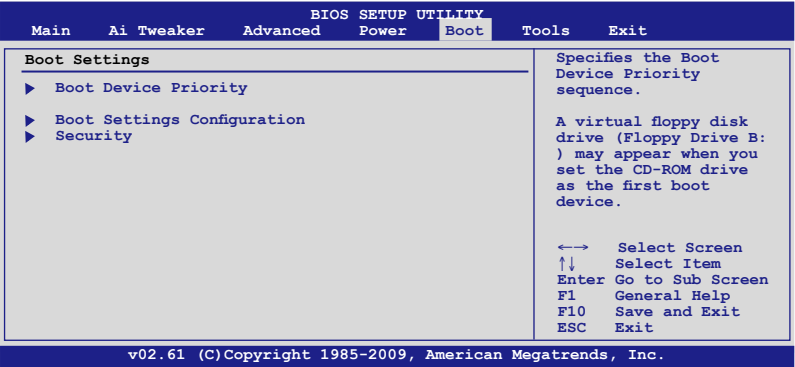 BIOS SETUP UTILITY
Main Ai Tweaker Advanced Power Boot Tools Exit
Boot Settings
Boot Device Priority
Boot Settings Configuration
Security
Specifies the Boot
Device Priority
sequence.
A virtual floppy disk
drive (Floppy Drive B:
) may appear when you
set the CD-ROM drive
as the first boot
device.
←→ Select Screen
↑↓ Select Item
Enter Go to Sub Screen
F1 General Help
F10 Save and Exit
ESC Exit
v02.61 (C)Copyright 1985-2009, American Megatrends, Inc.